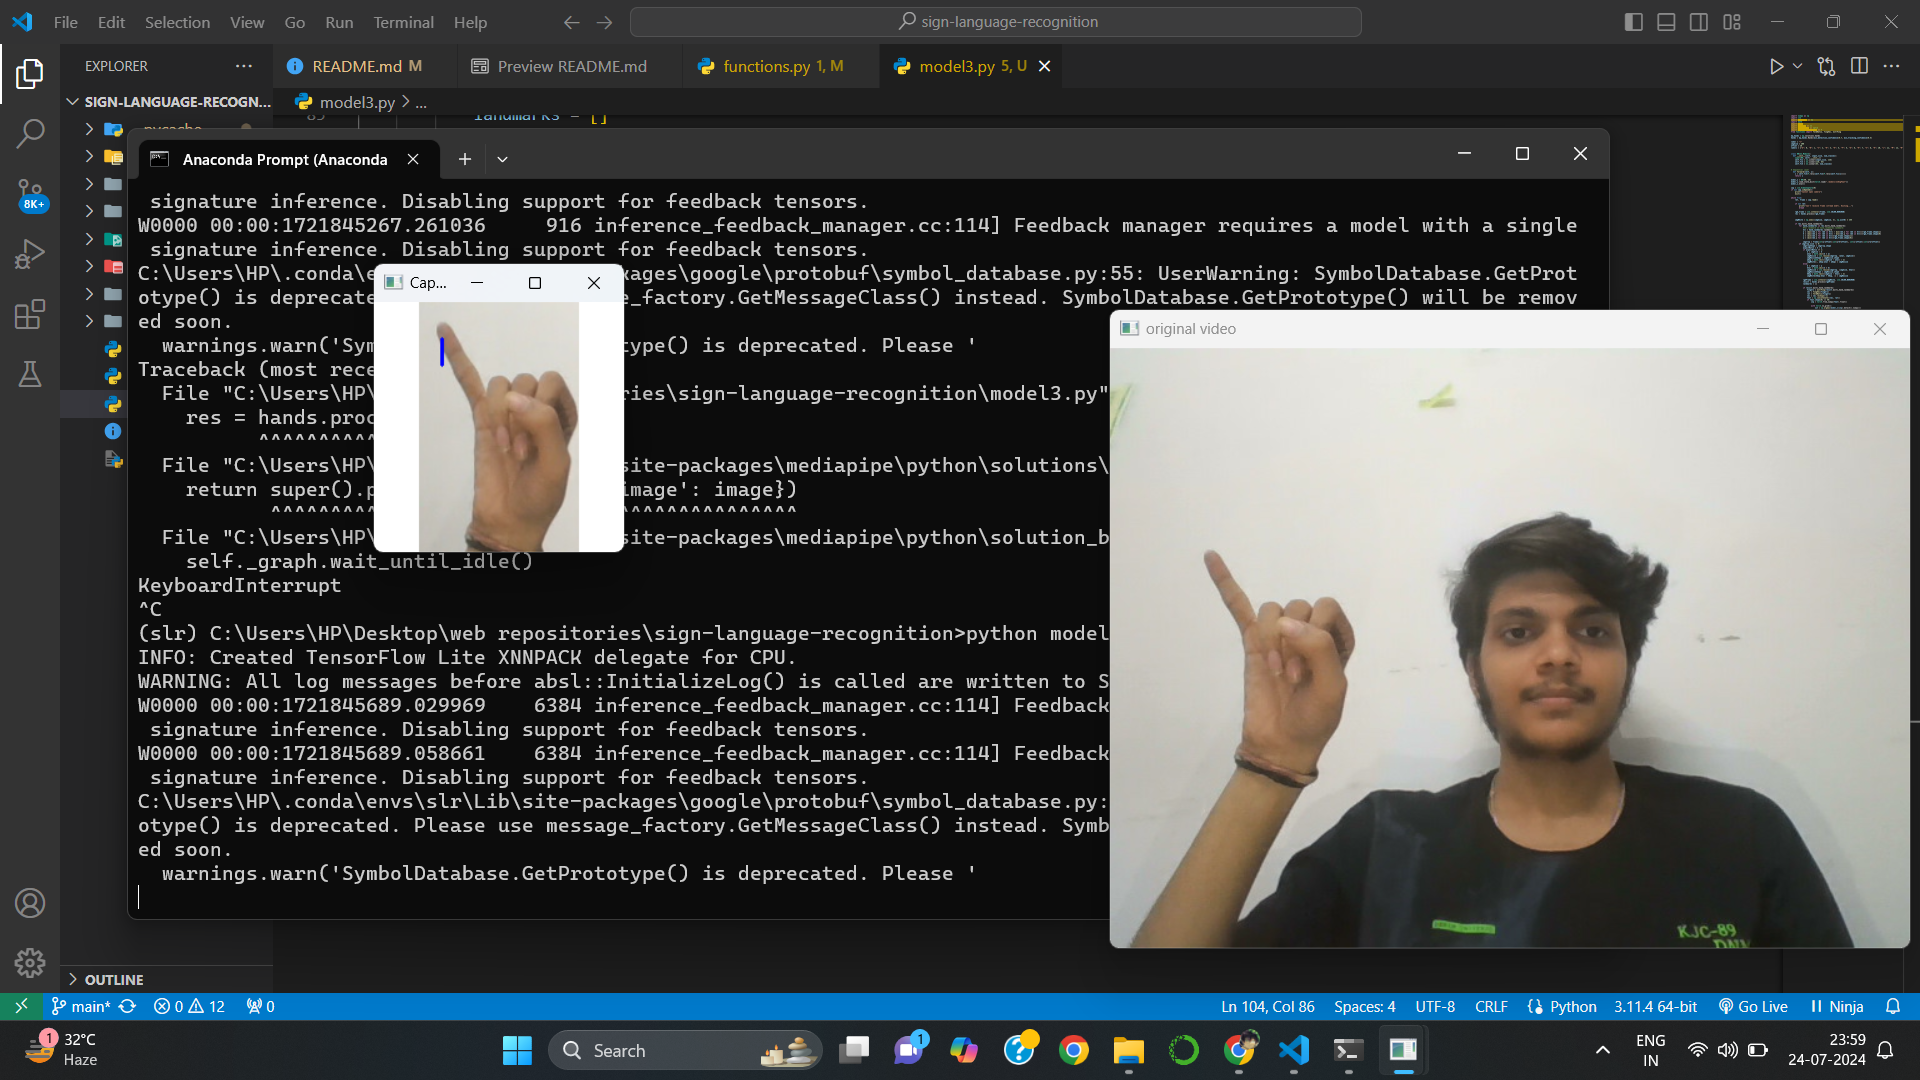 File Edit Selection View Go Run Terminal Help
sign-language-recognition
EXPLORER
README.md M
Preview README.md
functions.py 1, M
model3.py 5, U
SIGN-LANGUAGE-RECOGN...
model3.py > ...
landmarks = []
Anaconda Prompt (Anaconda
signature inference. Disabling support for feedback tensors.
W0000 00:00:1721845267.261036 916 inference_feedback_manager.cc:114] Feedback manager requires a model with a single
signature inference. Disabling support for feedback tensors.
C:\Users\HP\.conda\e
ckages\google\protobuf\symbol_database.py:55: UserWarning: SymbolDatabase.GetProt
otype() is deprecate
e_factory.GetMessageClass() instead. SymbolDatabase.GetPrototype() will be remov
ed soon.
warnings.warn('Sym
type() is deprecated. Please '
Traceback (most rece
File "C:\Users\HP\
ries\sign-language-recognition\model3.py"
res = hands.proc
File "C:\Users\HP\
site-packages\mediapipe\python\solutions\
return super().p
image': image})
File "C:\Users\HP\
site-packages\mediapipe\python\solution_b
self._graph.wait_until_idle()
KeyboardInterrupt
^C
(slr) C:\Users\HP\Desktop\web repositories\sign-language-recognition>python model
INFO: Created TensorFlow Lite XNNPACK delegate for CPU.
WARNING: All log messages before absl::InitializeLog() is called are written to S
W0000 00:00:1721845689.029969 6384 inference_feedback_manager.cc:114] Feedback
signature inference. Disabling support for feedback tensors.
W0000 00:00:1721845689.058661 6384 inference_feedback_manager.cc:114] Feedback
signature inference. Disabling support for feedback tensors.
C:\Users\HP\.conda\envs\slr\Lib\site-packages\google\protobuf\symbol_database.py:
otype() is deprecated. Please use message_factory.GetMessageClass() instead. Symb
ed soon.
warnings.warn('SymbolDatabase.GetPrototype() is deprecated. Please '
Cap...
I
original video
KJC-89
8K+
OUTLINE
main* 0 12 0
Ln 104, Col 86 Spaces: 4 UTF-8 CRLF Python 3.11.4 64-bit Go Live Ninja
1 32°C
Haze
Search
1
ENG
IN
23:59
24-07-2024